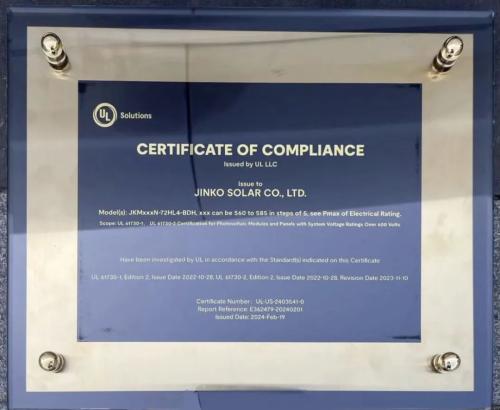 UL Solutions
CERTIFICATE OF COMPLIANCE
Issued by UL LLC
Issue to
JINKO SOLAR CO., LTD.
Model(s): JKMxxxN-72HL4-BDH, xxx can be 560 to 585 in steps of 5, see Pmax of Electrical Rating.
Scope: UL 61730-1, UL 61730-2 Certification for Photovoltaic Modules and Panels with System Voltage Ratings Over 600 Volts
Have been investigated by UL in accordance with the Standard(s) indicated on this Certificate
UL 61730-1, Edition 2, Issue Date 2022-10-28, UL 61730-2, Edition 2, Issue Date 2022-10-28, Revision Date 2023-11-10
Certificate Number: UL-US-2403541-0
Report Reference: E362479-20240201
Issued Date: 2024-Feb-19